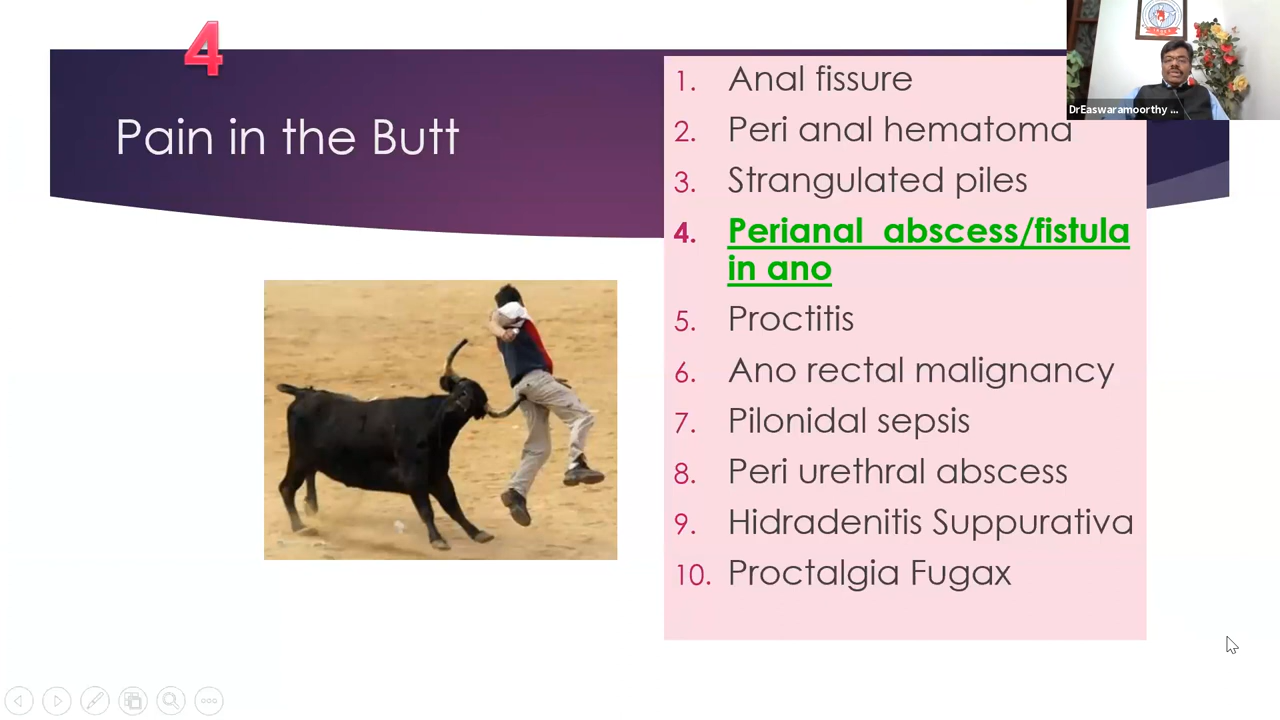 4
Pain in the Butt
1. Anal fissure
2. Peri anal hematoma
3. Strangulated piles
4. Perianal abscess/fistula
in ano
5. Proctitis
6. Ano rectal malignancy
7. Pilonidal sepsis
8. Peri urethral abscess
9. Hidradenitis Suppurativa
10. Proctalgia Fugax
DrEaswaramoorthy ...